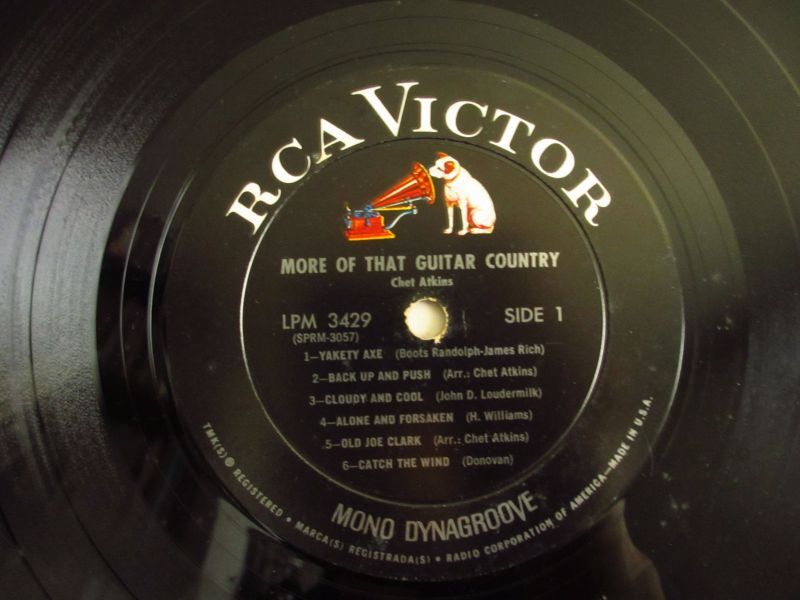 RCA VICTOR
MORE OF THAT GUITAR COUNTRY
Chet Atkins
LPM 3429
SIDE 1
(SPRM-3057)
1—YAKETY AXE (Boots Randolph-James Rich)
2—BACK UP AND PUSH (Arr.: Chet Atkins)
3—CLOUDY AND COOL (John D. Loudermilk)
4—ALONE AND FORSAKEN (H. Williams)
5—OLD JOE CLARK (Arr.: Chet Atkins)
6—CATCH THE WIND (Donovan)
MONO DYNAGROOVE
TMK(S) ® REGISTERED • MARCA(S) REGISTRADA(S) • RADIO CORPORATION OF AMERICA—MADE IN U.S.A.